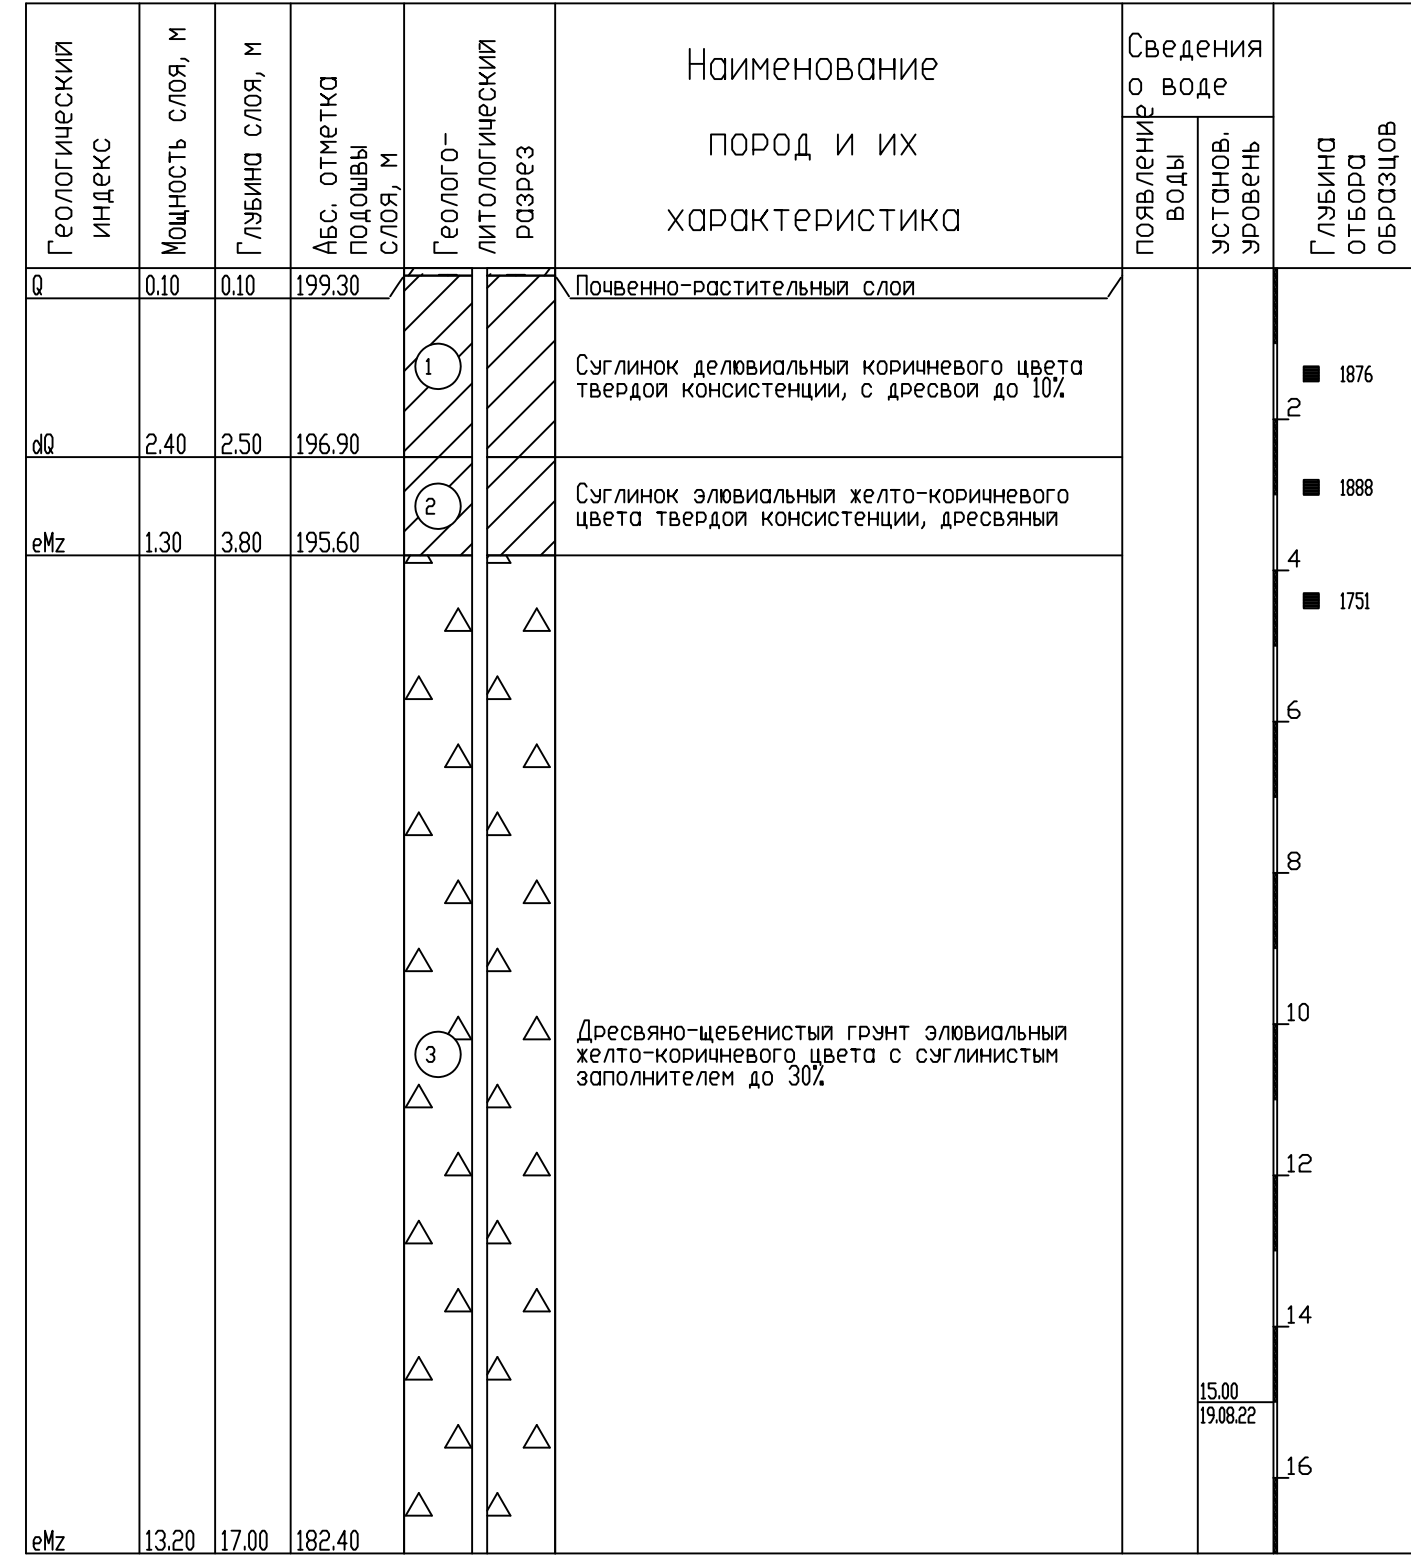 Геологический
индекс
Мощность слоя, м
Глубина слоя, м
Абс. отметка
подошвы
слоя, м
Геолого-
литологический
разрез
Наименование
пород и их
характеристика
Сведения
о воде
появление
воды
установ.
уровень
Глубина
отбора
образцов
Q 0.10 0.10 199.30 Почвенно-растительный слой
1
Суглинок делювиальный коричневого цвета
твердой консистенции, с дресвой до 10%
1876
2
dQ 2.40 2.50 196.90
2
Суглинок элювиальный желто-коричневого
цвета твердой консистенции, дресвяный
1888
eMz 1.30 3.80 195.60
4
1751
6
8
10
3
Дресвяно-щебенистый грунт элювиальный
желто-коричневого цвета с суглинистым
заполнителем до 30%
12
14
15.00
19.08.22
16
eMz 13.20 17.00 182.40